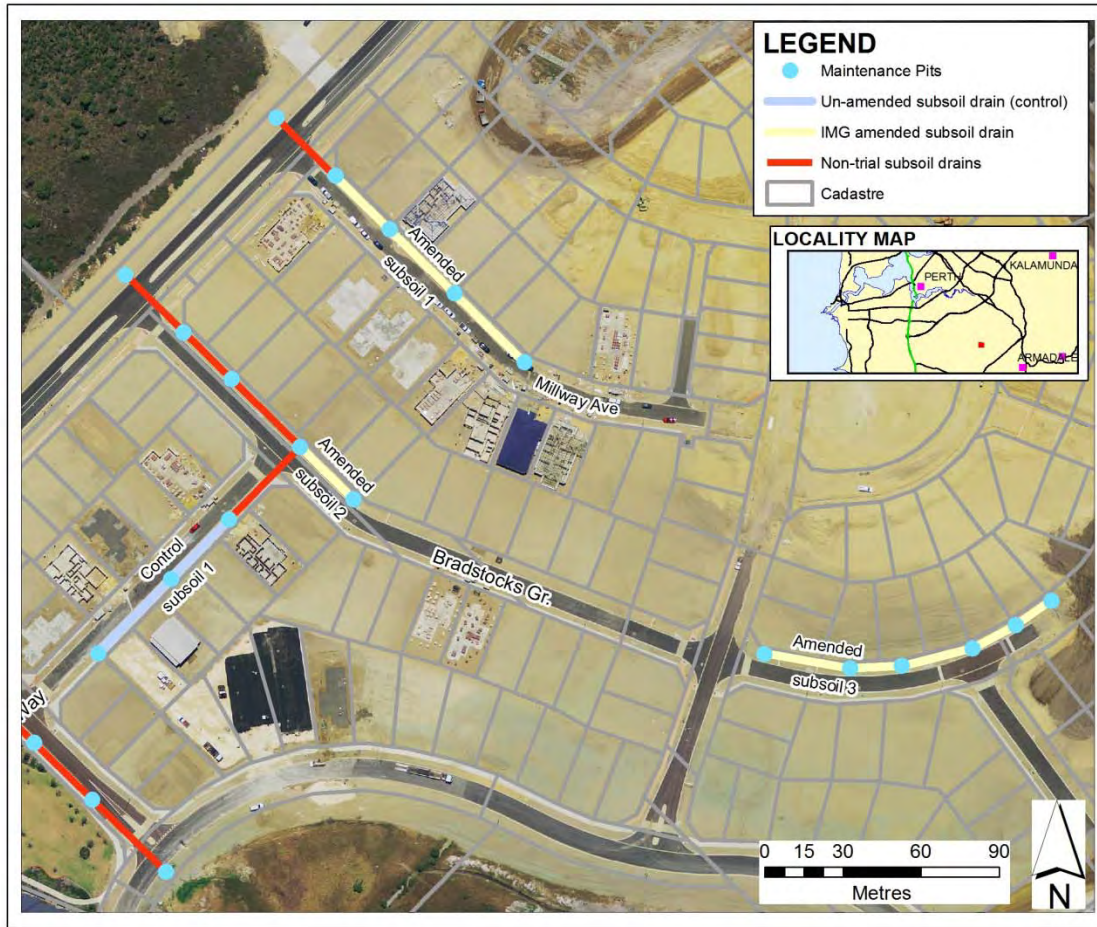 LEGEND
Maintenance Pits
Un-amended subsoil drain (control)
IMG amended subsoil drain
Non-trial subsoil drains
Cadastre
LOCALITY MAP
PERTH
KALAMUNDA
ARMADALE
Amended
subsoil 1
Millway Ave
Amended
subsoil 2
Control
subsoil 1
Bradstocks Gr.
Amended
subsoil 3
Way
0 15 30 60 90
Metres
N